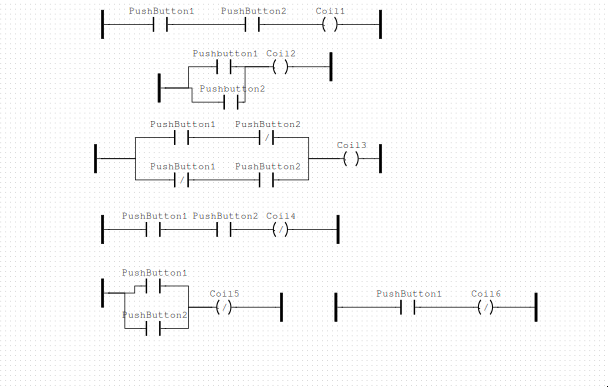 PushButton1 PushButton2 Coil1
Pushbutton1 Coil2
Pushbutton2
PushButton1 PushButton2
Coil3
PushButton1 PushButton2
PushButton1 PushButton2 Coil4
PushButton1
Coil5 PushButton1 Coil6
PushButton2